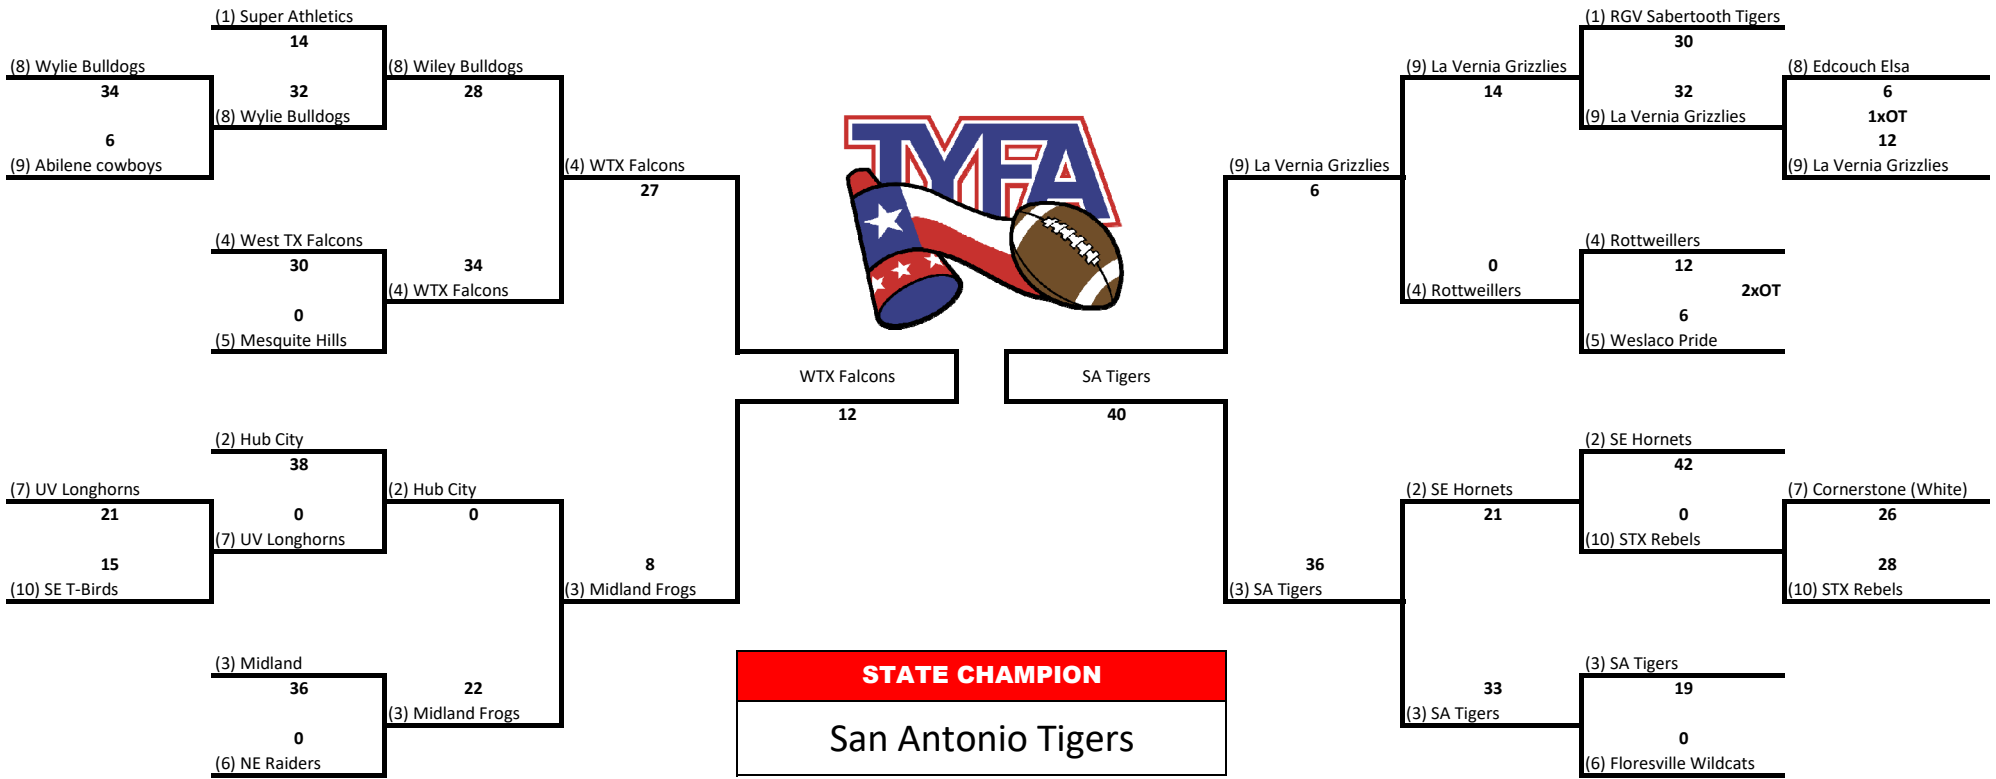 (1) Super Athletics
14
(8) Wylie Bulldogs
34
32
(8) Wylie Bulldogs
6
(9) Abilene cowboys
(8) Wiley Bulldogs
28
(4) West TX Falcons
30
0
(5) Mesquite Hills
34
(4) WTX Falcons
(4) WTX Falcons
27
(2) Hub City
38
(7) UV Longhorns
21
0
(7) UV Longhorns
15
(10) SE T-Birds
(2) Hub City
0
(3) Midland
36
0
(6) NE Raiders
22
(3) Midland Frogs
8
(3) Midland Frogs
WTX Falcons
12
TYFA
SA Tigers
40
STATE CHAMPION
San Antonio Tigers
(9) La Vernia Grizzlies
6
(9) La Vernia Grizzlies
14
0
(4) Rottweillers
(1) RGV Sabertooth Tigers
30
32
(9) La Vernia Grizzlies
(8) Edcouch Elsa
6
1xOT
12
(9) La Vernia Grizzlies
(4) Rottweillers
12
2xOT
6
(5) Weslaco Pride
36
(3) SA Tigers
(2) SE Hornets
21
33
(3) SA Tigers
(2) SE Hornets
42
0
(10) STX Rebels
(7) Cornerstone (White)
26
28
(10) STX Rebels
(3) SA Tigers
19
0
(6) Floresville Wildcats